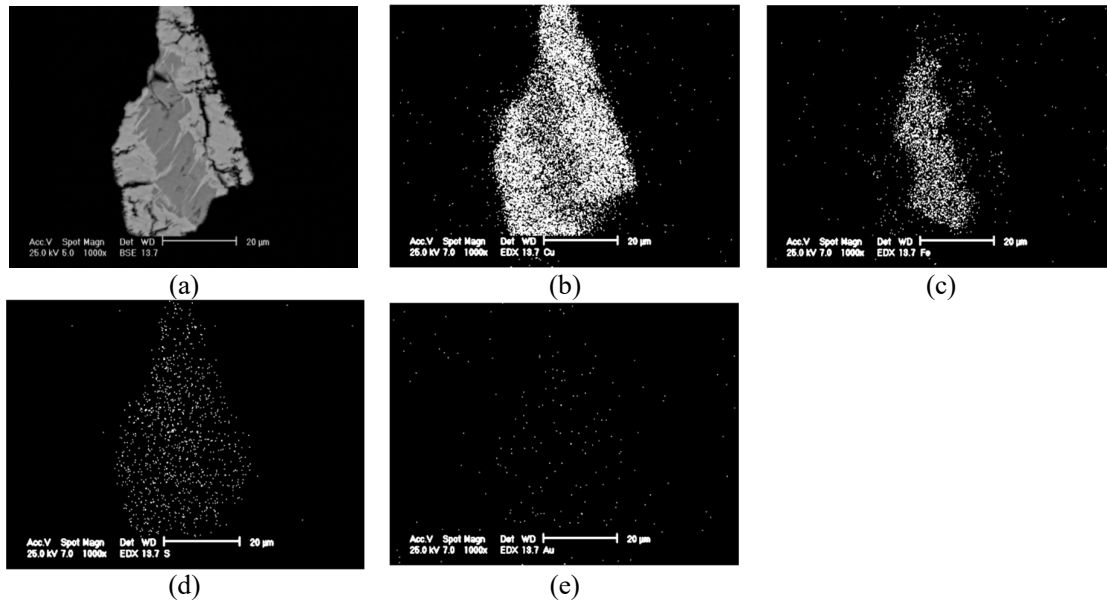 Acc.V Spot Magn Det WD 20 µm
25.0 kV 5.0 1000x BSE 13.7
(a)
Acc.V Spot Magn Det WD 20 µm
25.0 kV 7.0 1000x EDX 13.7 Cu
(b)
Acc.V Spot Magn Det WD 20 µm
25.0 kV 7.0 1000x EDX 13.7 Fe
(c)
Acc.V Spot Magn Det WD 20 µm
25.0 kV 7.0 1000x EDX 13.7 S
(d)
Acc.V Spot Magn Det WD 20 µm
25.0 kV 7.0 1000x EDX 13.7 Au
(e)